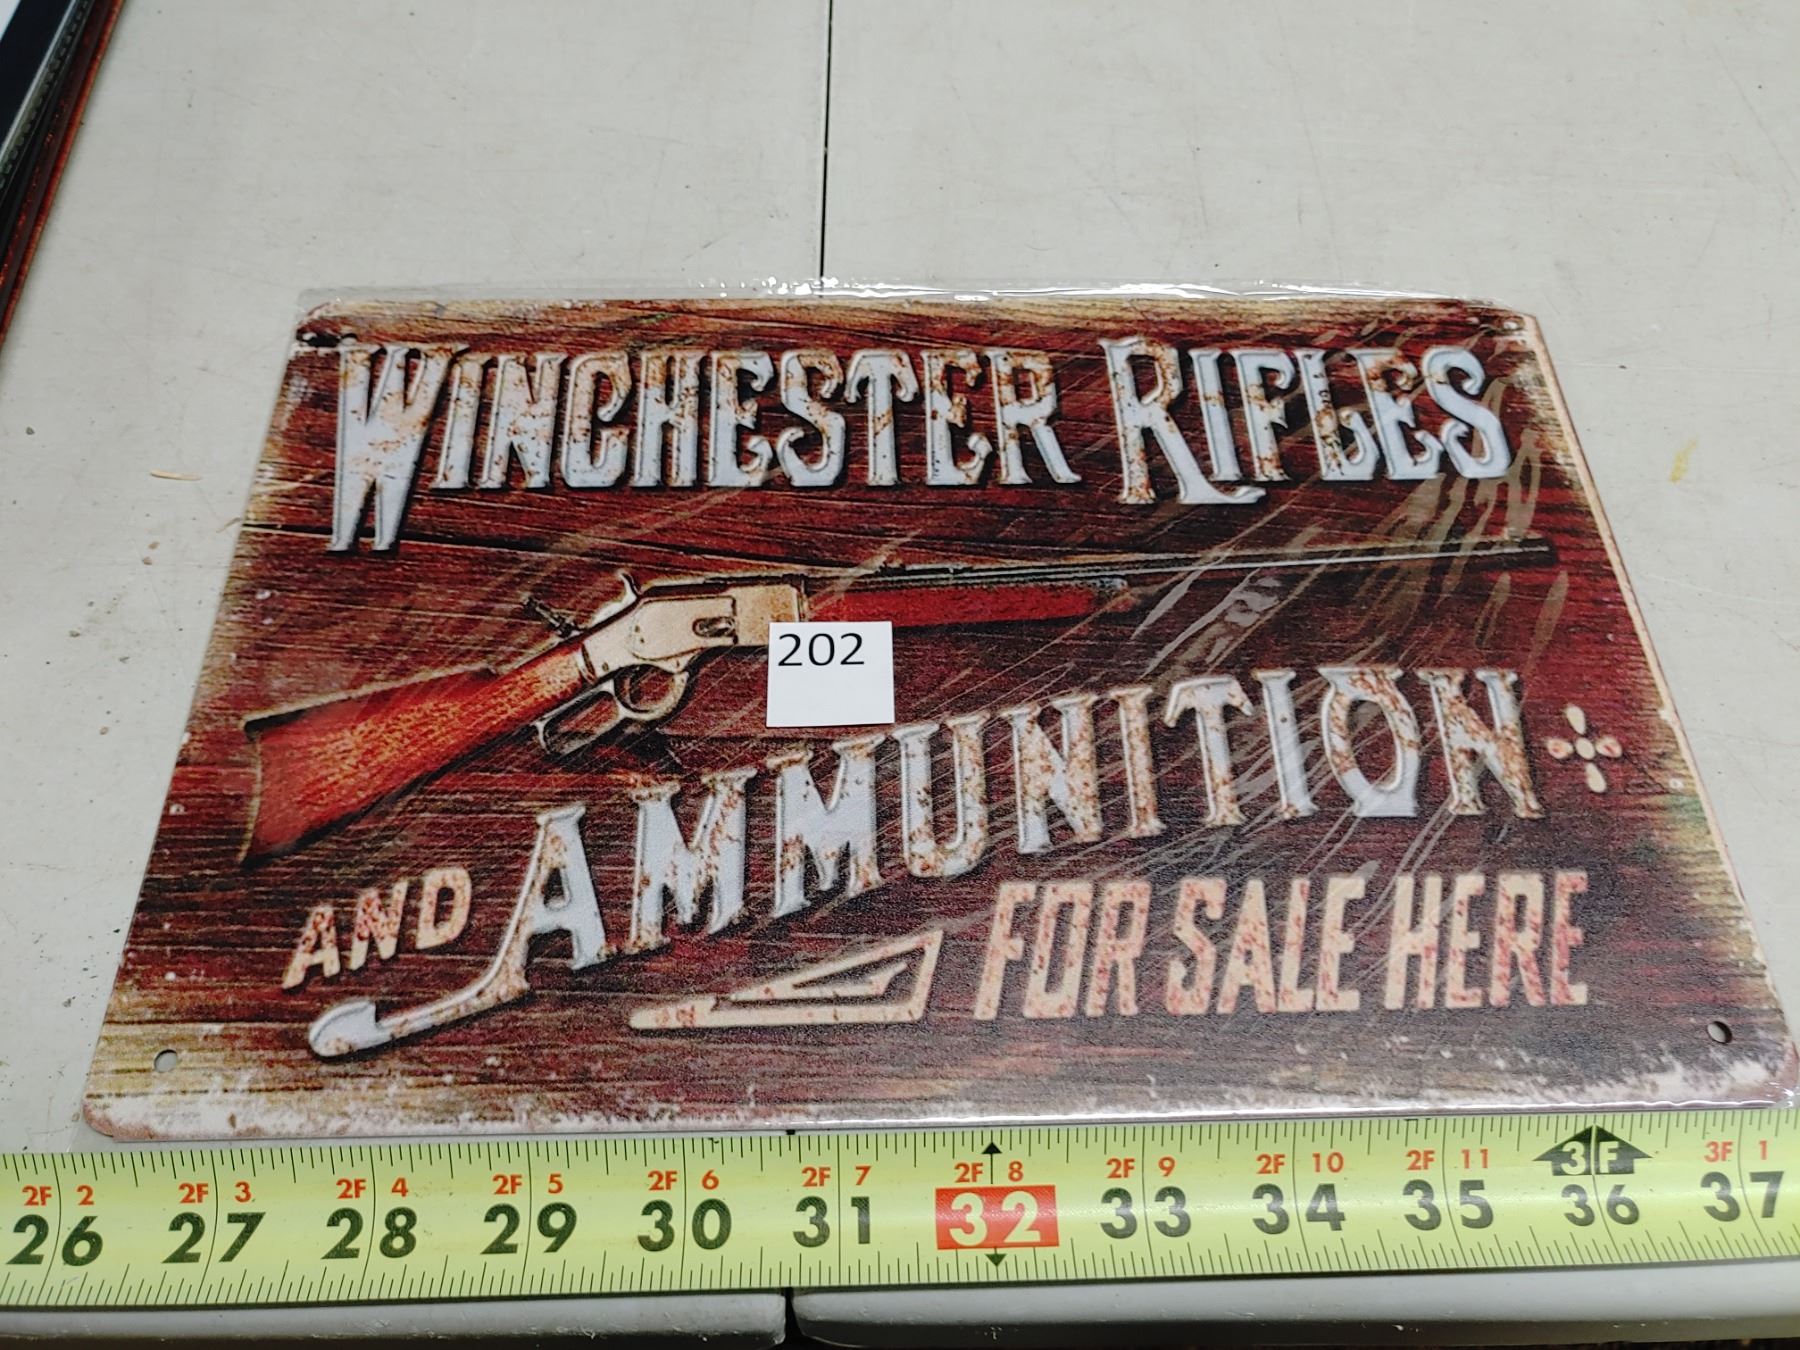 WINCHESTER RIFLES
202
AMMUNITION
AND
FOR SALE HERE
2F 2 2F 3 2F 4 2F 5 2F 6 2F 7 2F 8 2F 9 2F 10 2F 11 3F 3F 1
26 27 28 29 30 31 32 33 34 35 36 37